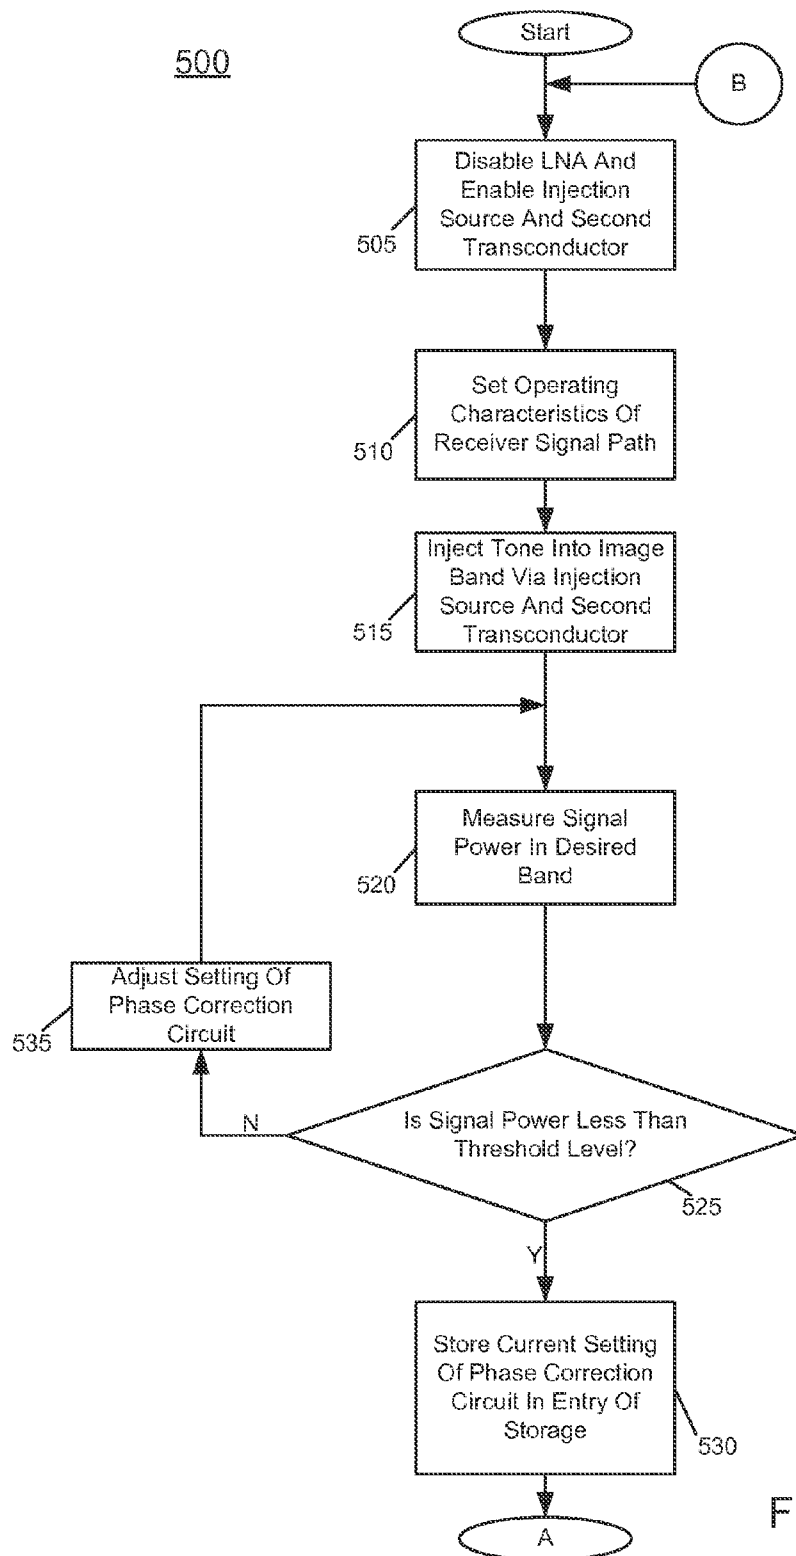 500
Start
B
Disable LNA And
Enable Injection
Source And Second
Transconductor
505
Set Operating
Characteristics Of
Receiver Signal Path
510
Inject Tone Into Image
Band Via Injection
Source And Second
Transconductor
515
Measure Signal
Power In Desired
Band
520
Adjust Setting Of
Phase Correction
Circuit
535
N
Is Signal Power Less Than
Threshold Level?
525
Y
Store Current Setting
Of Phase Correction
Circuit In Entry Of
Storage
530
A
F